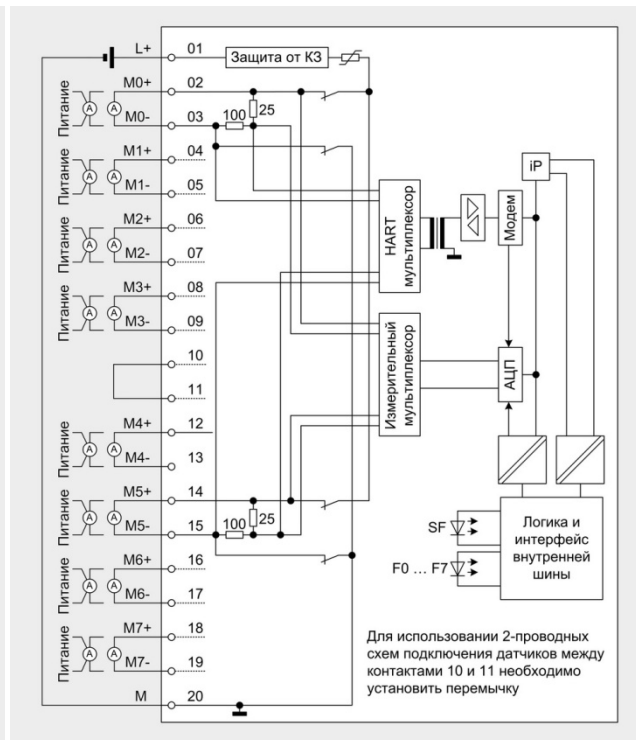 L+ 01 Защита от КЗ
M0+ 02
Питание A A
M0- 03 100 25
M1+ 04
Питание A A
M1- 05
M2+ 06
Питание A A
M2- 07
M3+ 08
Питание A A
M3- 09
10
11
M4+ 12
Питание A A
M4- 13
M5+ 14
Питание A A
M5- 15 100 25
M6+ 16
Питание A A
M6- 17
M7+ 18
Питание A A
M7- 19
M 20
HART
мультиплексор
Модем
iP
Измерительный
мультиплексор
АЦП
SF
F0 ... F7
Логика и
интерфейс
внутренней
шины
Для использовании 2-проводных
схем подключения датчиков между
контактами 10 и 11 необходимо
установить перемычку